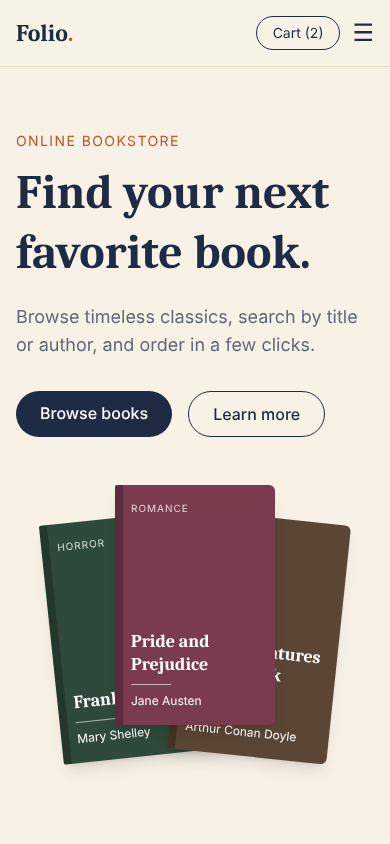 Folio.
Cart (2)
ONLINE BOOKSTORE
Find your next
favorite book.
Browse timeless classics, search by title
or author, and order in a few clicks.
Browse books
Learn more
HORROR
Mary Shelley
ROMANCE
Pride and
Prejudice
Jane Austen
Arthur Conan Doyle